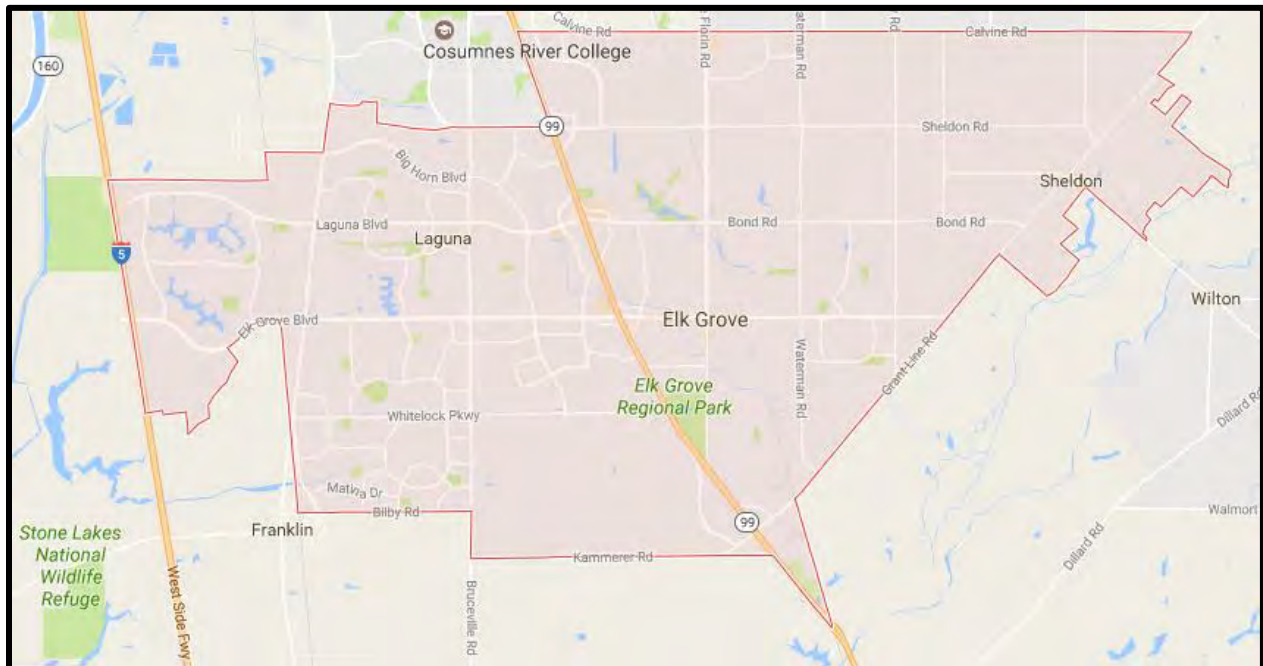 Calvine Rd
Florin Rd
aterman Rd
Rd
Calvine Rd
160
Cosumnes River College
99
Sheldon Rd
Big Horn Blvd
Sheldon
Laguna Blvd
Bond Rd
Bond Rd
Laguna
5
Wilton
Elk Grove Blvd
Elk Grove
Waterman Rd
Grant Line Rd
Elk Grove
Regional Park
Whitelock Pkwy
Dillard Rd
Bilby Rd
Franklin
99
Walmort
Stone Lakes
National
Wildlife
Refuge
Kammerer Rd
Dillard Rd
West Side Fwy
Bruceville Rd